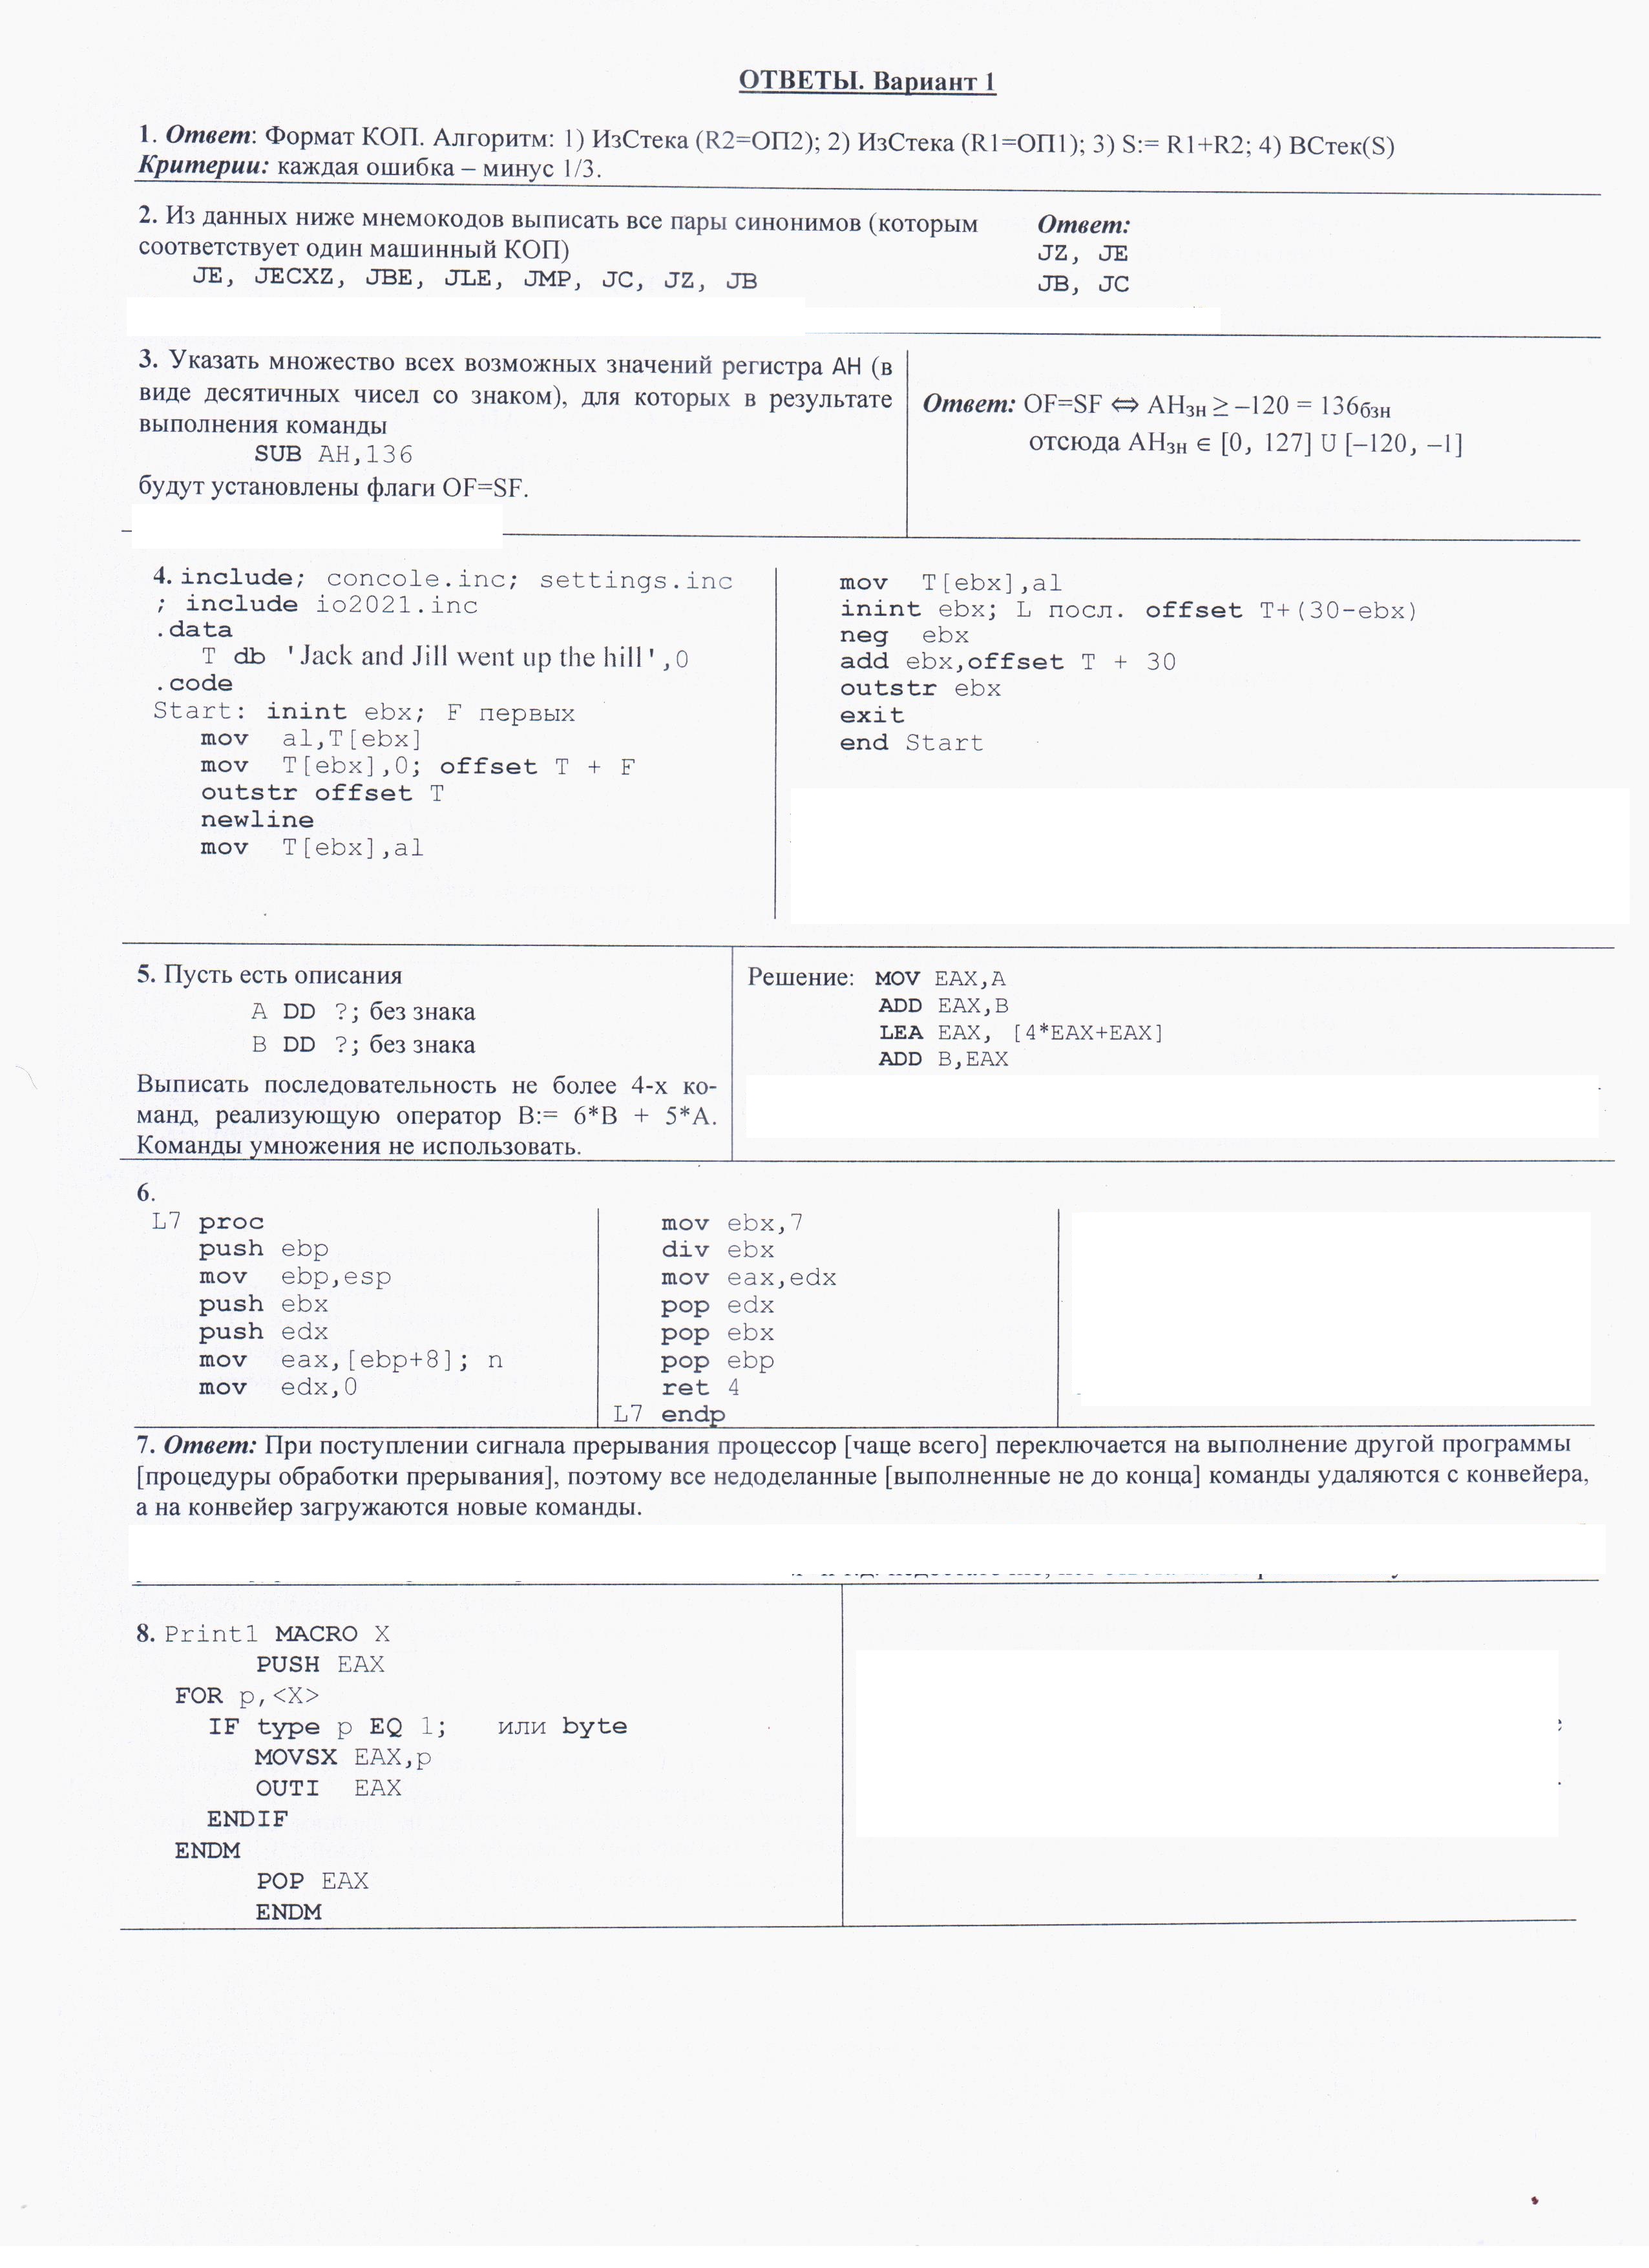 ОТВЕТЫ. Вариант 1
1. Ответ: Формат КОП. Алгоритм: 1) ИзСтека (R2=ОП2); 2) ИзСтека (R1=ОП1); 3) S:= R1+R2; 4) ВСтек(S)
Критерии: каждая ошибка – минус 1/3.
2. Из данных ниже мнемокодов выписать все пары синонимов (которым
соответствует один машинный КОП)
JE, JECXZ, JBE, JLE, JMP, JC, JZ, JB
Ответ:
JZ, JE
JB, JC
3. Указать множество всех возможных значений регистра AH (в
виде десятичных чисел со знаком), для которых в результате
выполнения команды
SUB AH,136
будут установлены флаги OF=SF.
Ответ: OF=SF ⇔ AHзн ≥ –120 = 136бзн
отсюда AHзн ∈ [0, 127] U [–120, –1]
4. include; concole.inc; settings.inc
; include io2021.inc
.data
T db 'Jack and Jill went up the hill',0
.code
Start: inint ebx; F первых
mov al,T[ebx]
mov T[ebx],0; offset T + F
outstr offset T
newline
mov T[ebx],al
mov T[ebx],al
inint ebx; L посл. offset T+(30-ebx)
neg ebx
add ebx,offset T + 30
outstr ebx
exit
end Start
5. Пусть есть описания
A DD ?; без знака
B DD ?; без знака
Выписать последовательность не более 4-х ко-
манд, реализующую оператор B:= 6*B + 5*A.
Команды умножения не использовать.
Решение: MOV EAX,A
ADD EAX,B
LEA EAX, [4*EAX+EAX]
ADD B,EAX
6.
L7 proc
push ebp
mov ebp,esp
push ebx
push edx
mov eax,[ebp+8]; n
mov edx,0
mov ebx,7
div ebx
mov eax,edx
pop edx
pop ebx
pop ebp
ret 4
L7 endp
7. Ответ: При поступлении сигнала прерывания процессор [чаще всего] переключается на выполнение другой программы
[процедуры обработки прерывания], поэтому все недоделанные [выполненные не до конца] команды удаляются с конвейера,
а на конвейер загружаются новые команды.
8. Print1 MACRO X
PUSH EAX
FOR p,<X>
IF type p EQ 1; или byte
MOVSX EAX,p
OUTI EAX
ENDIF
ENDM
POP EAX
ENDM